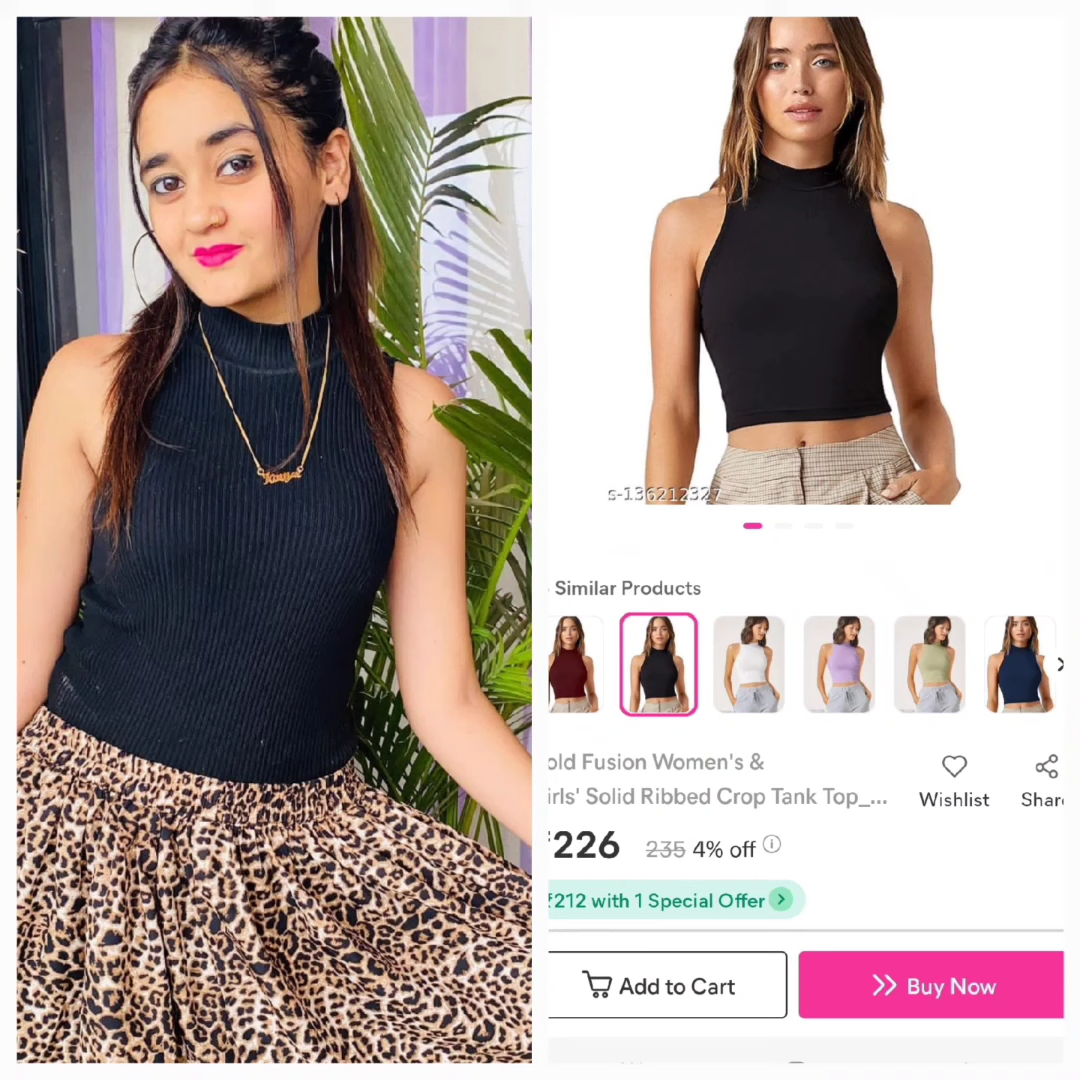 s-136212327
Similar Products
old Fusion Women's &
irls' Solid Ribbed Crop Tank Top_...
Wishlist
Share
₹226 235 4% off
₹212 with 1 Special Offer
Add to Cart
Buy Now